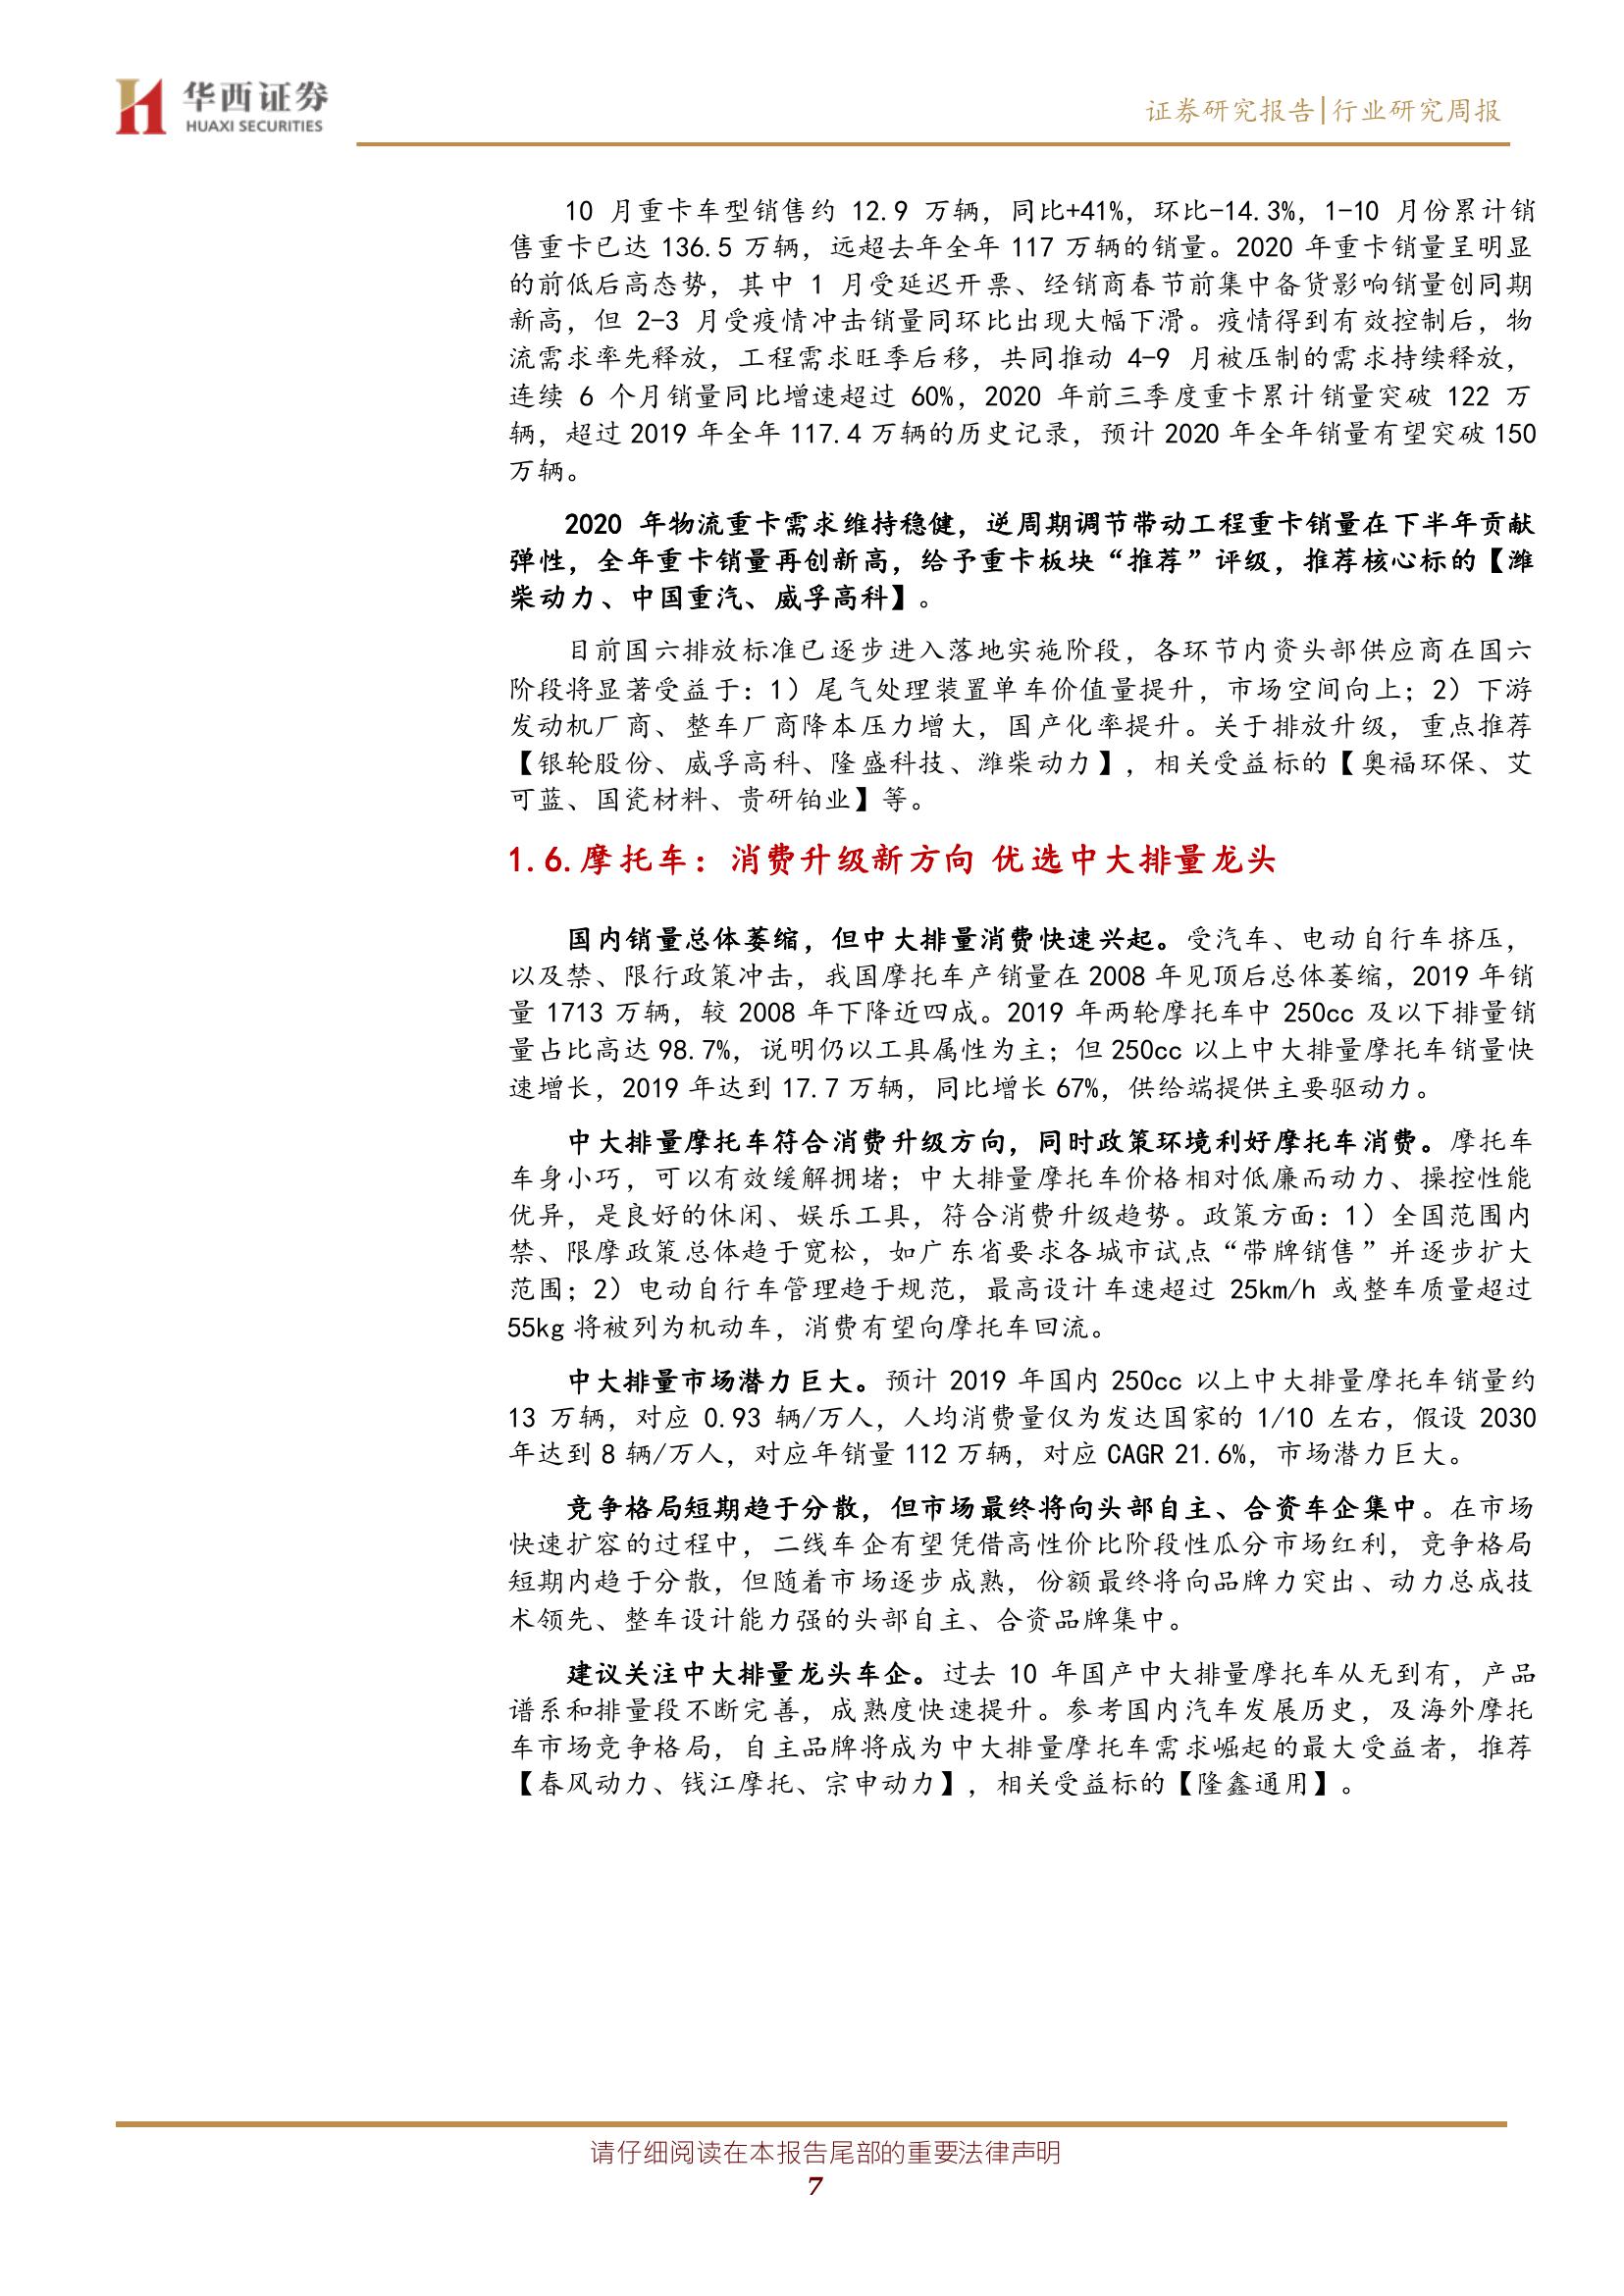 华西证券
HUAXI SECURITIES
证券研究报告|行业研究周报
10 月重卡车型销售约 12.9 万辆，同比+41%，环比-14.3%，1-10 月份累计销
售重卡已达 136.5 万辆，远超去年全年 117 万辆的销量。2020 年重卡销量呈明显
的前低后高态势，其中 1 月受延迟开票、经销商春节前集中备货影响销量创同期
新高，但 2-3 月受疫情冲击销量同环比出现大幅下滑。疫情得到有效控制后，物
流需求率先释放，工程需求旺季后移，共同推动 4-9 月被压制的需求持续释放，
连续 6 个月销量同比增速超过 60%，2020 年前三季度重卡累计销量突破 122 万
辆，超过 2019 年全年 117.4 万辆的历史记录，预计 2020 年全年销量有望突破 150
万辆。
2020 年物流重卡需求维持稳健，逆周期调节带动工程重卡销量在下半年贡献
弹性，全年重卡销量再创新高，给予重卡板块“推荐”评级，推荐核心标的【潍
柴动力、中国重汽、威孚高科】。
目前国六排放标准已逐步进入落地实施阶段，各环节内资头部供应商在国六
阶段将显著受益于：1）尾气处理装置单车价值量提升，市场空间向上；2）下游
发动机厂商、整车厂商降本压力增大，国产化率提升。关于排放升级，重点推荐
【银轮股份、威孚高科、隆盛科技、潍柴动力】，相关受益标的【奥福环保、艾
可蓝、国瓷材料、贵研铂业】等。
1.6.摩托车：消费升级新方向 优选中大排量龙头
国内销量总体萎缩，但中大排量消费快速兴起。受汽车、电动自行车挤压，
以及禁、限行政策冲击，我国摩托车产销量在 2008 年见顶后总体萎缩，2019 年销
量 1713 万辆，较 2008 年下降近四成。2019 年两轮摩托车中 250cc 及以下排量销
量占比高达 98.7%，说明仍以工具属性为主；但 250cc 以上中大排量摩托车销量快
速增长，2019 年达到 17.7 万辆，同比增长 67%，供给端提供主要驱动力。
中大排量摩托车符合消费升级方向，同时政策环境利好摩托车消费。摩托车
车身小巧，可以有效缓解拥堵；中大排量摩托车价格相对低廉而动力、操控性能
优异，是良好的休闲、娱乐工具，符合消费升级趋势。政策方面：1）全国范围内
禁、限摩政策总体趋于宽松，如广东省要求各城市试点“带牌销售”并逐步扩大
范围；2）电动自行车管理趋于规范，最高设计车速超过 25km/h 或整车质量超过
55kg 将被列为机动车，消费有望向摩托车回流。
中大排量市场潜力巨大。预计 2019 年国内 250cc 以上中大排量摩托车销量约
13 万辆，对应 0.93 辆/万人，人均消费量仅为发达国家的 1/10 左右，假设 2030
年达到 8 辆/万人，对应年销量 112 万辆，对应 CAGR 21.6%，市场潜力巨大。
竞争格局短期趋于分散，但市场最终将向头部自主、合资车企集中。在市场
快速扩容的过程中，二线车企有望凭借高性价比阶段性瓜分市场红利，竞争格局
短期内趋于分散，但随着市场逐步成熟，份额最终将向品牌力突出、动力总成技
术领先、整车设计能力强的头部自主、合资品牌集中。
建议关注中大排量龙头车企。过去 10 年国产中大排量摩托车从无到有，产品
谱系和排量段不断完善，成熟度快速提升。参考国内汽车发展历史，及海外摩托
车市场竞争格局，自主品牌将成为中大排量摩托车需求崛起的最大受益者，推荐
【春风动力、钱江摩托、宗申动力】，相关受益标的【隆鑫通用】。
请仔细阅读在本报告尾部的重要法律声明
7